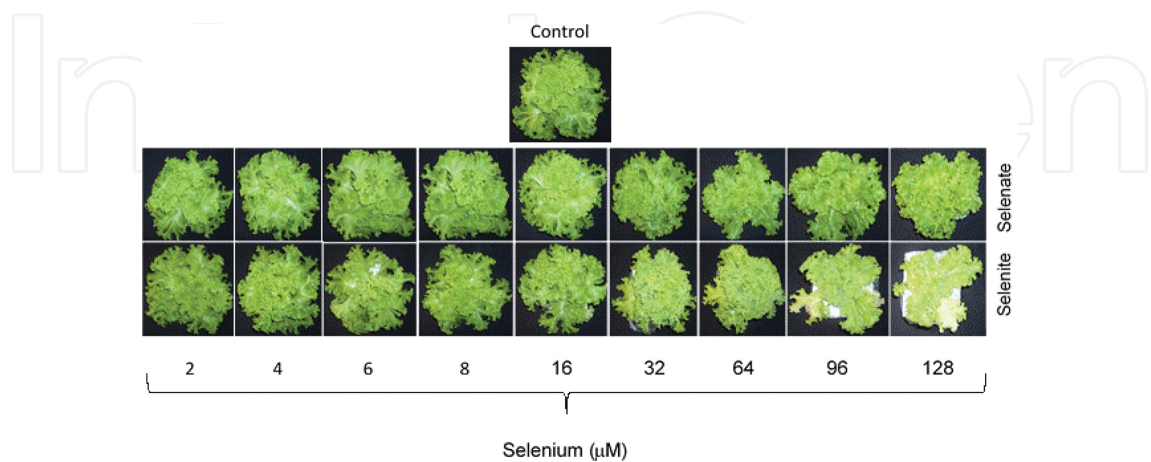 Control
Selenate
Selenite
2 4 6 8 16 32 64 96 128
Selenium (μM)